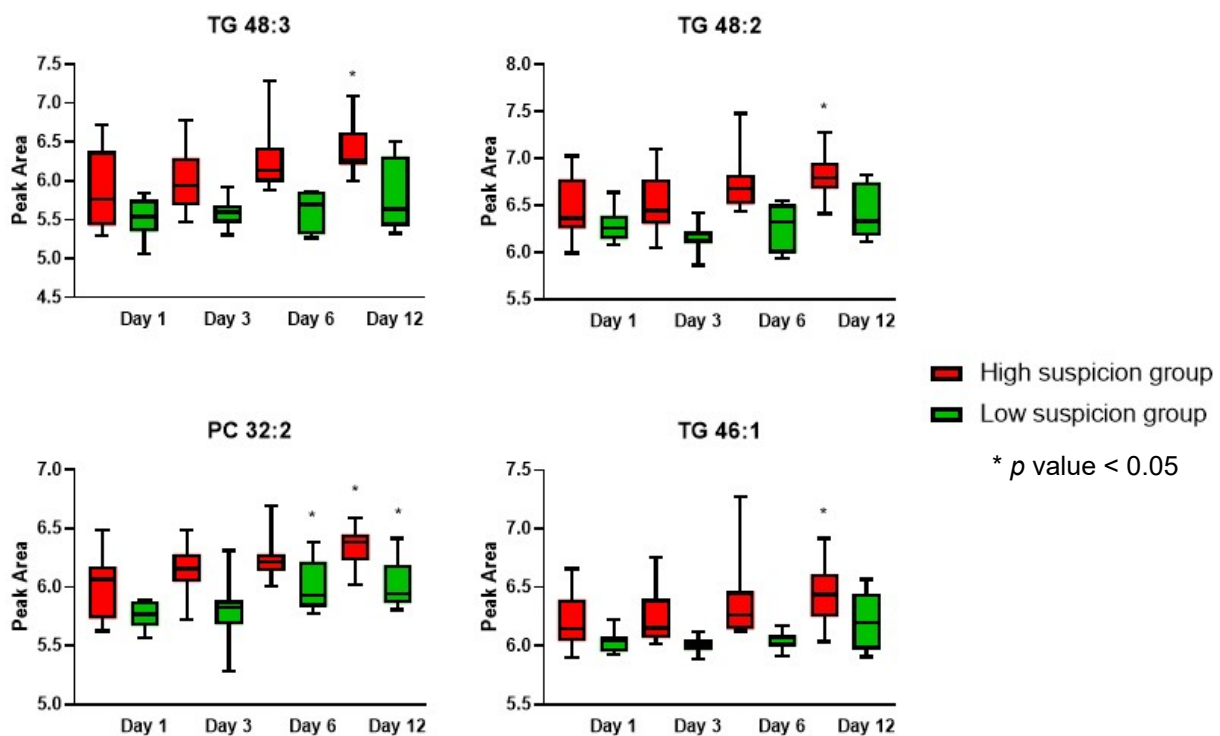 TG 48:3
7.5
7.0
6.5
6.0
5.5
5.0
4.5
Peak Area
*
Day 1 Day 3 Day 6 Day 12
TG 48:2
8.0
7.5
7.0
6.5
6.0
5.5
Peak Area
*
Day 1 Day 3 Day 6 Day 12
High suspicion group
Low suspicion group
* p value < 0.05
PC 32:2
7.0
6.5
6.0
5.5
5.0
Peak Area
* * *
Day 1 Day 3 Day 6 Day 12
TG 46:1
7.5
7.0
6.5
6.0
5.5
Peak Area
*
Day 1 Day 3 Day 6 Day 12